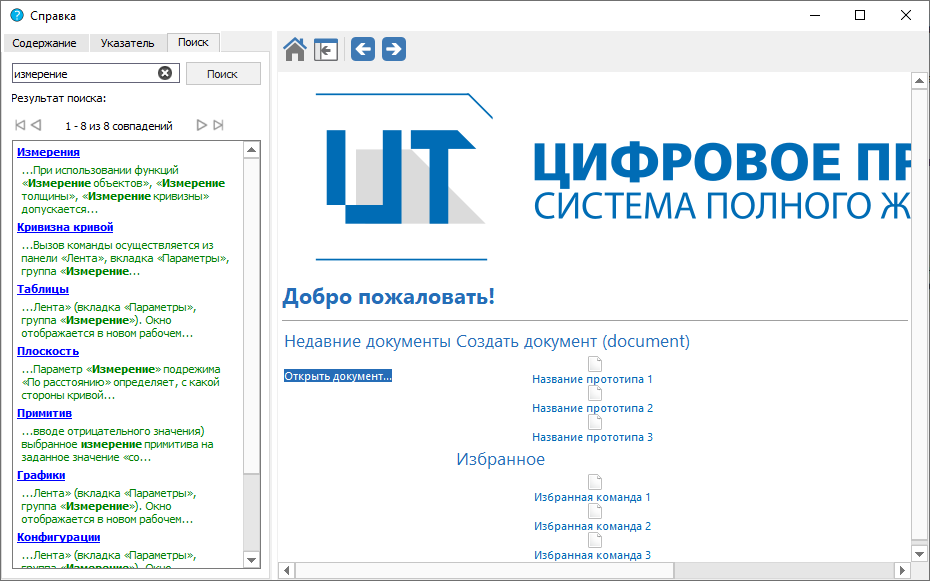 Справка
Содержание
Указатель
Поиск
измерение
Поиск
Результат поиска:
1 - 8 из 8 совпадений
Измерения
...При использовании функций
«Измерение объектов», «Измерение
толщины», «Измерение кривизны»
допускается...
Кривизна кривой
...Вызов команды осуществляется из
панели «Лента», вкладка «Параметры»,
группа «Измерение...
Таблицы
...Лента» (вкладка «Параметры»,
группа «Измерение»). Окно
отображается в новом рабочем...
Плоскость
...Параметр «Измерение» подрежима
«По расстоянию» определяет, с какой
стороны кривой...
Примитив
...вводе отрицательного значения)
выбранное измерение примитива на
заданное значение «со...
Графики
...Лента» (вкладка «Параметры»,
группа «Измерение»). Окно
отображается в новом рабочем...
Конфигурации
...Лента» (вкладка «Параметры»,
группа «Измерение»). Окно
ЦТ
ЦИФРОВОЕ ПР
СИСТЕМА ПОЛНОГО Ж
Добро пожаловать!
Недавние документы Создать документ (document)
Открыть документ...
Название прототипа 1
Название прототипа 2
Название прототипа 3
Избранное
Избранная команда 1
Избранная команда 2
Избранная команда 3